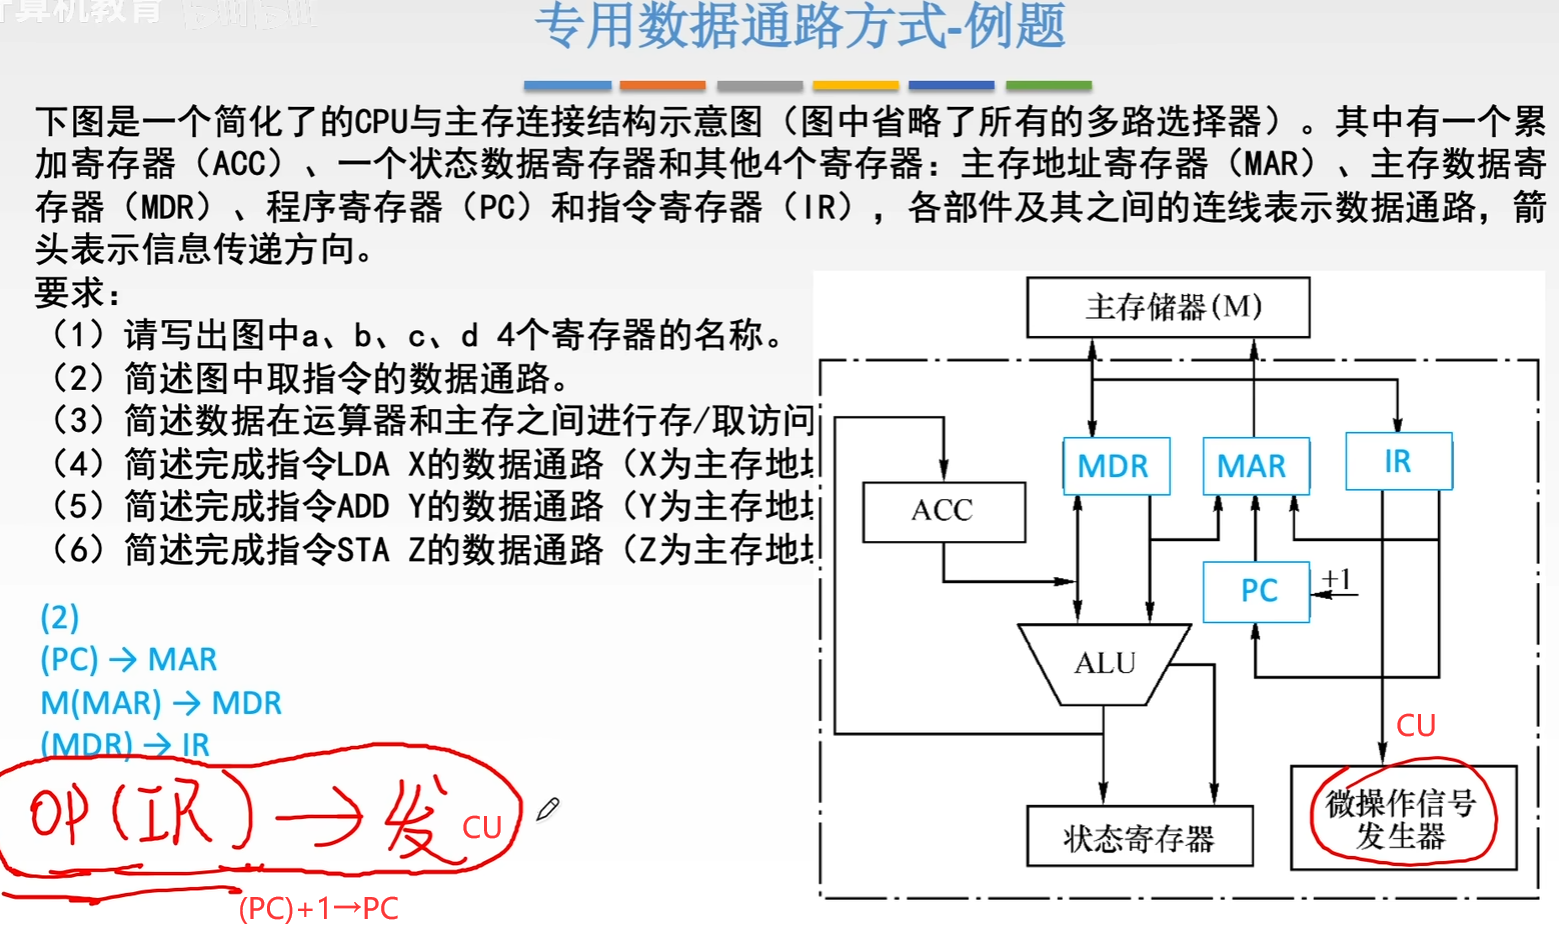 计算机教育 bilibili
专用数据通路方式-例题
下图是一个简化了的CPU与主存连接结构示意图（图中省略了所有的多路选择器）。其中有一个累
加寄存器（ACC）、一个状态数据寄存器和其他4个寄存器：主存地址寄存器（MAR）、主存数据寄
存器（MDR）、程序寄存器（PC）和指令寄存器（IR），各部件及其之间的连线表示数据通路，箭
头表示信息传递方向。
要求：
（1）请写出图中a、b、c、d 4个寄存器的名称。
（2）简述图中取指令的数据通路。
（3）简述数据在运算器和主存之间进行存/取访问
（4）简述完成指令LDA X的数据通路（X为主存地址
（5）简述完成指令ADD Y的数据通路（Y为主存地址
（6）简述完成指令STA Z的数据通路（Z为主存地址
(2)
(PC) → MAR
M(MAR) → MDR
(MDR) → IR
OP(IR) → 发 CU
(PC)+1→PC
主存储器(M)
MDR
MAR
IR
ACC
PC
+1
ALU
CU
微操作信号
发生器
状态寄存器